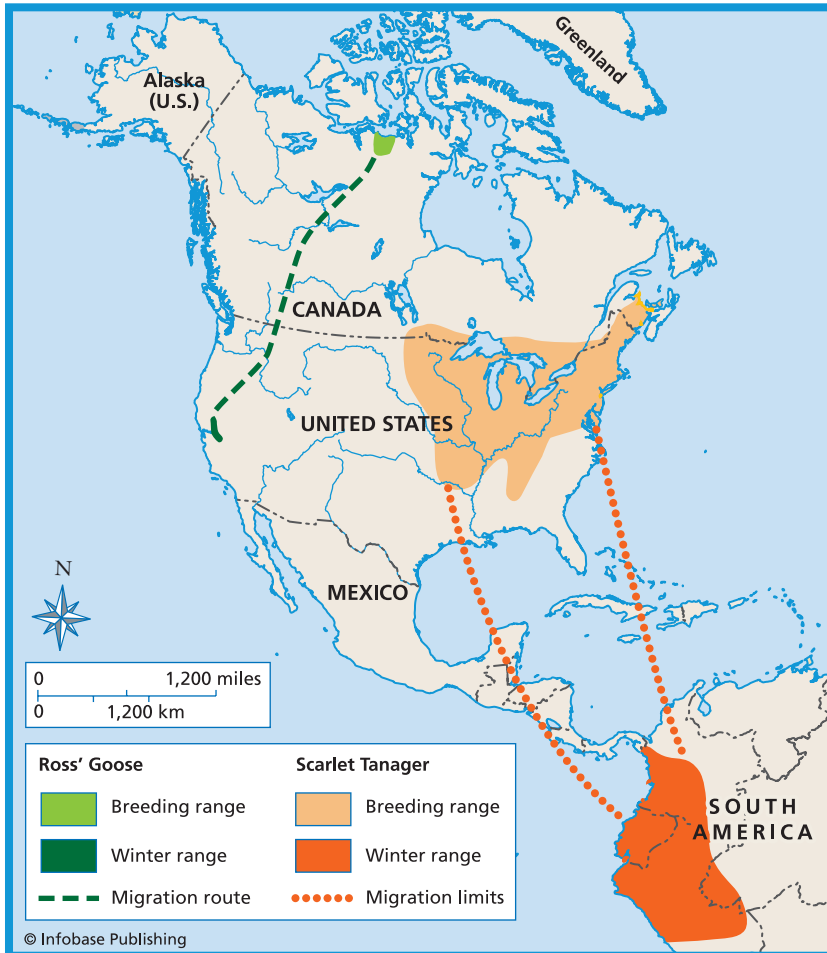 Greenland
Alaska
(U.S.)
CANADA
UNITED STATES
MEXICO
N
0 1,200 miles
0 1,200 km
SOUTH
AMERICA
Ross’ Goose
Breeding range
Winter range
Migration route
Scarlet Tanager
Breeding range
Winter range
Migration limits
© Infobase Publishing